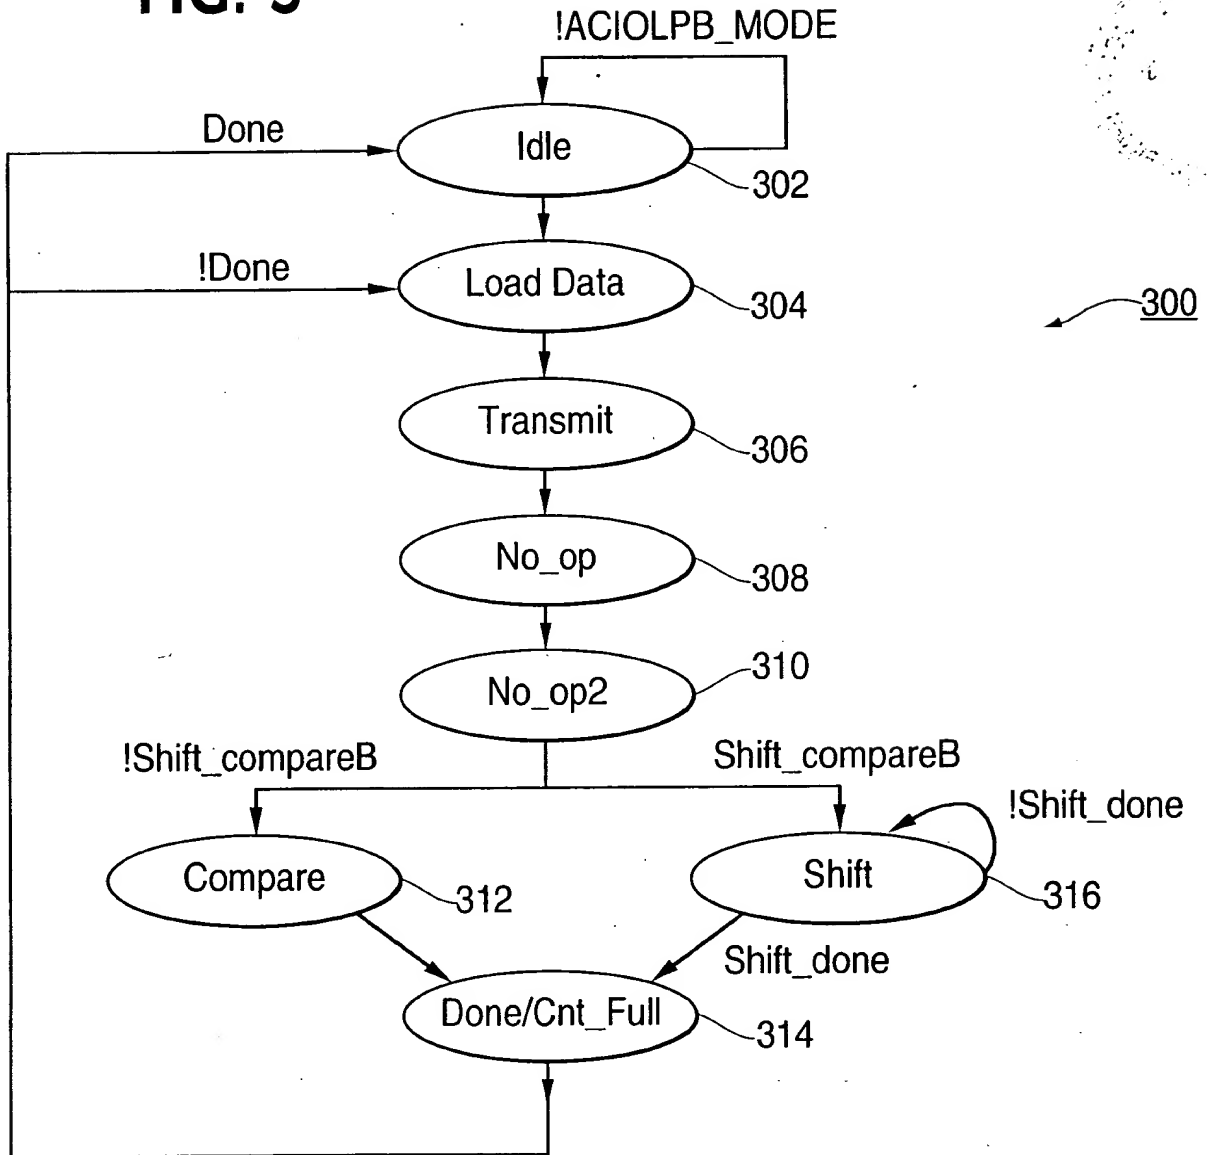 !ACIOLPB_MODE
Done
Idle
302
!Done
Load Data
304
300
Transmit
306
No_op
308
No_op2
310
!Shift_compareB
Shift_compareB
!Shift_done
Compare
312
Shift
316
Shift_done
Done/Cnt_Full
314